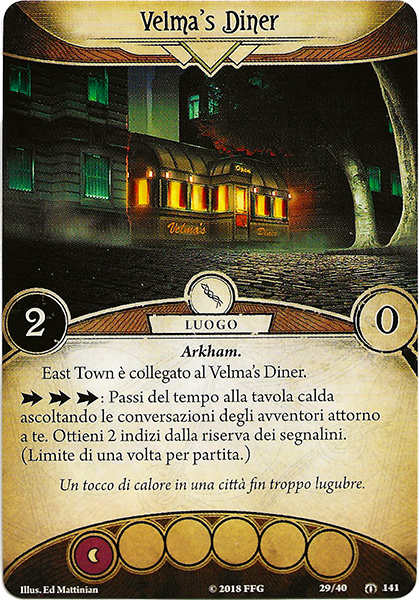 Velma's Diner
Open
Velma's Diner
2
0
LUOGO
Arkham.
East Town è collegato al Velma's Diner.
: Passi del tempo alla tavola calda
ascoltando le conversazioni degli avventori attorno
a te. Ottieni 2 indizi dalla riserva dei segnalini.
(Limite di una volta per partita.)
Un tocco di calore in una città fin troppo lugubre.
Illus. Ed Mattinian © 2018 FFG 29/40 141